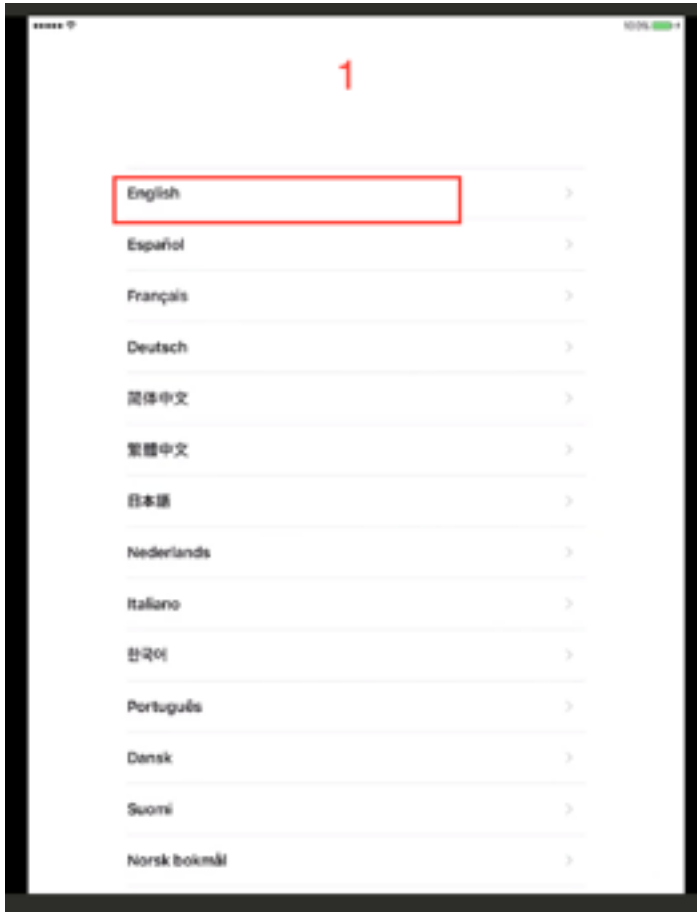 100%
1
English
Español
Français
Deutsch
简体中文
繁體中文
日本語
Nederlands
Italiano
한국어
Português
Dansk
Suomi
Norsk bokmål